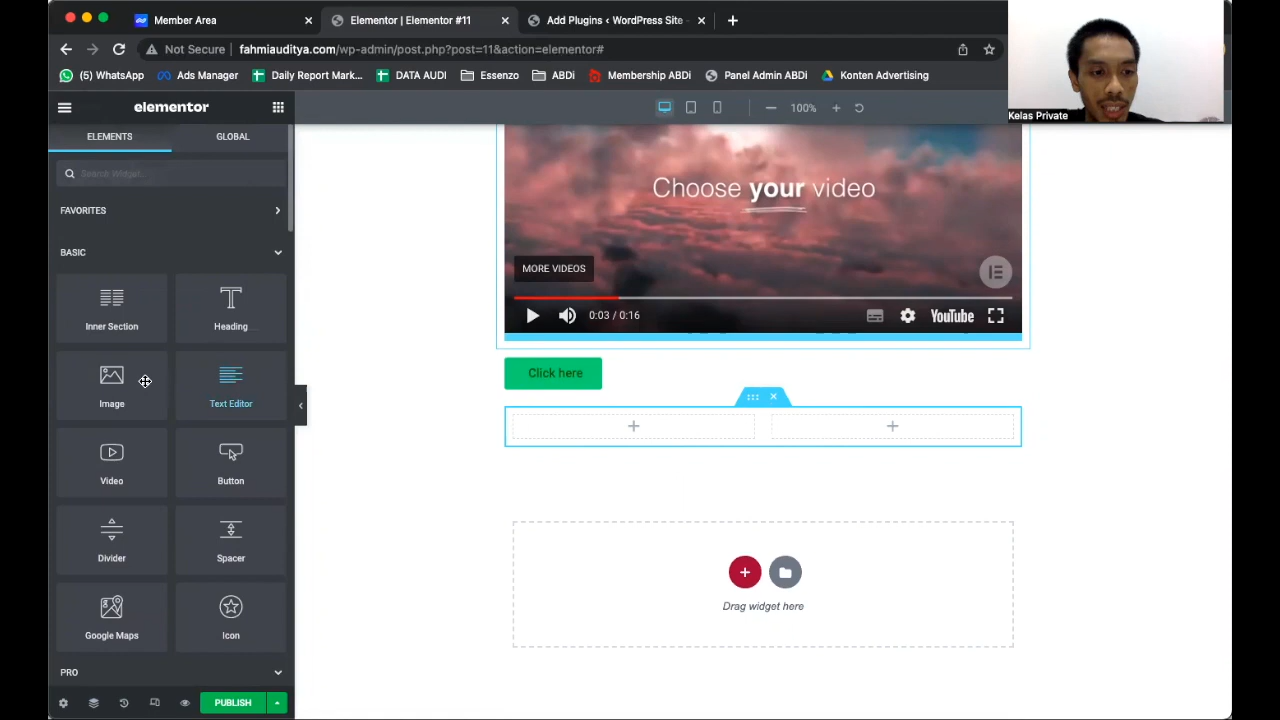 Member Area
Elementor | Elementor #11
Add Plugins ‹ WordPress Site -
Not Secure
fahmiauditya.com/wp-admin/post.php?post=11&action=elementor#
(5) WhatsApp
Ads Manager
Daily Report Mark...
DATA AUDI
Essenzo
ABDi
Membership ABDi
Panel Admin ABDi
Konten Advertising
Kelas Private
elementor
100%
ELEMENTS
GLOBAL
Search Widget...
FAVORITES
BASIC
Inner Section
Heading
Image
Text Editor
Video
Button
Divider
Spacer
Google Maps
Icon
PRO
PUBLISH
Choose your video
MORE VIDEOS
0:03 / 0:16
YouTube
Click here
Drag widget here